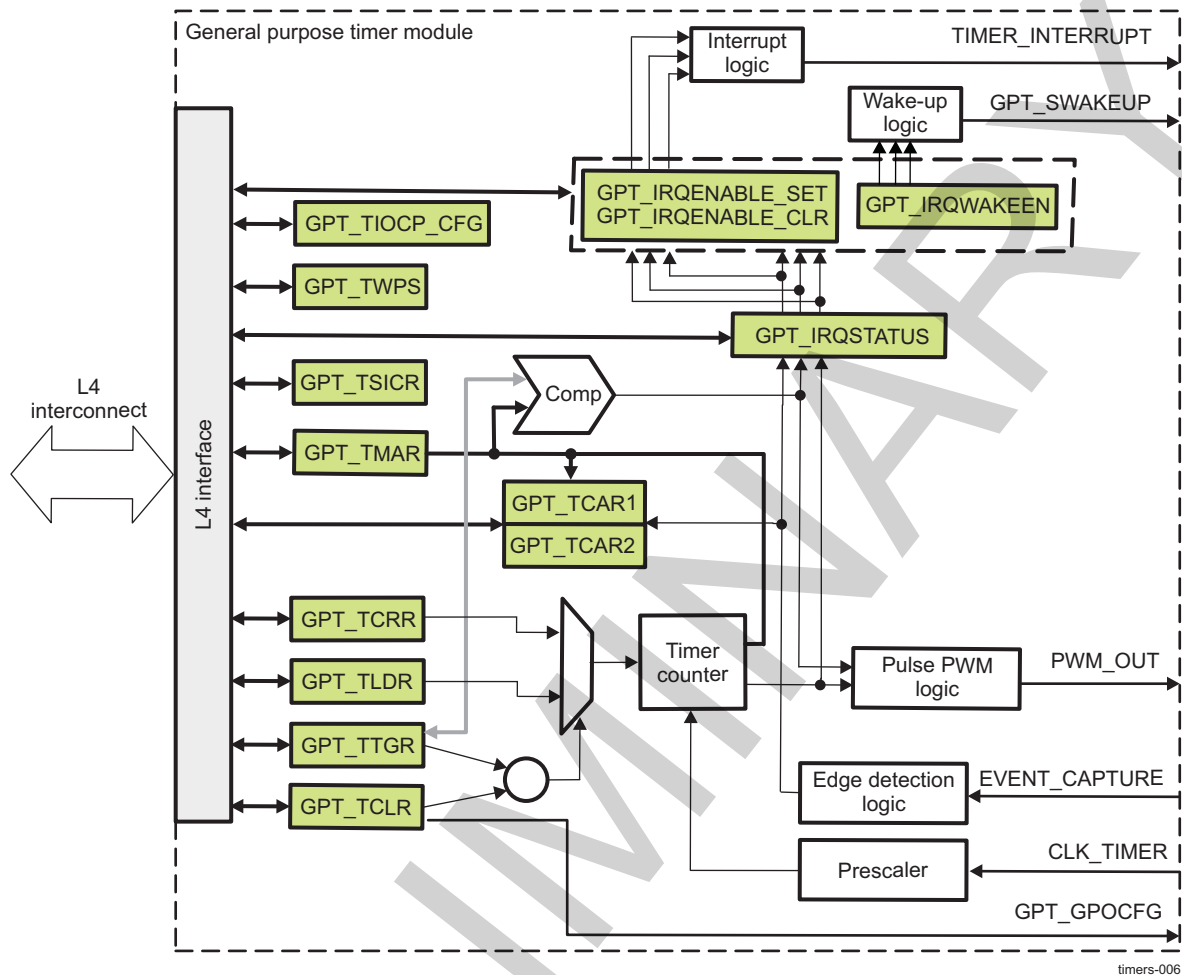 General purpose timer module
Interrupt
logic
TIMER_INTERRUPT
Wake-up
logic
GPT_SWAKEUP
GPT_IRQENABLE_SET
GPT_IRQENABLE_CLR
GPT_IRQWAKEEN
GPT_TIOCP_CFG
GPT_TWPS
GPT_IRQSTATUS
L4
interconnect
L4 interface
GPT_TSICR
Comp
GPT_TMAR
GPT_TCAR1
GPT_TCAR2
GPT_TCRR
Timer
counter
Pulse PWM
logic
PWM_OUT
GPT_TLDR
GPT_TTGR
GPT_TCLR
Edge detection
logic
EVENT_CAPTURE
Prescaler
CLK_TIMER
GPT_GPOCFG
timers-006
IMINARY